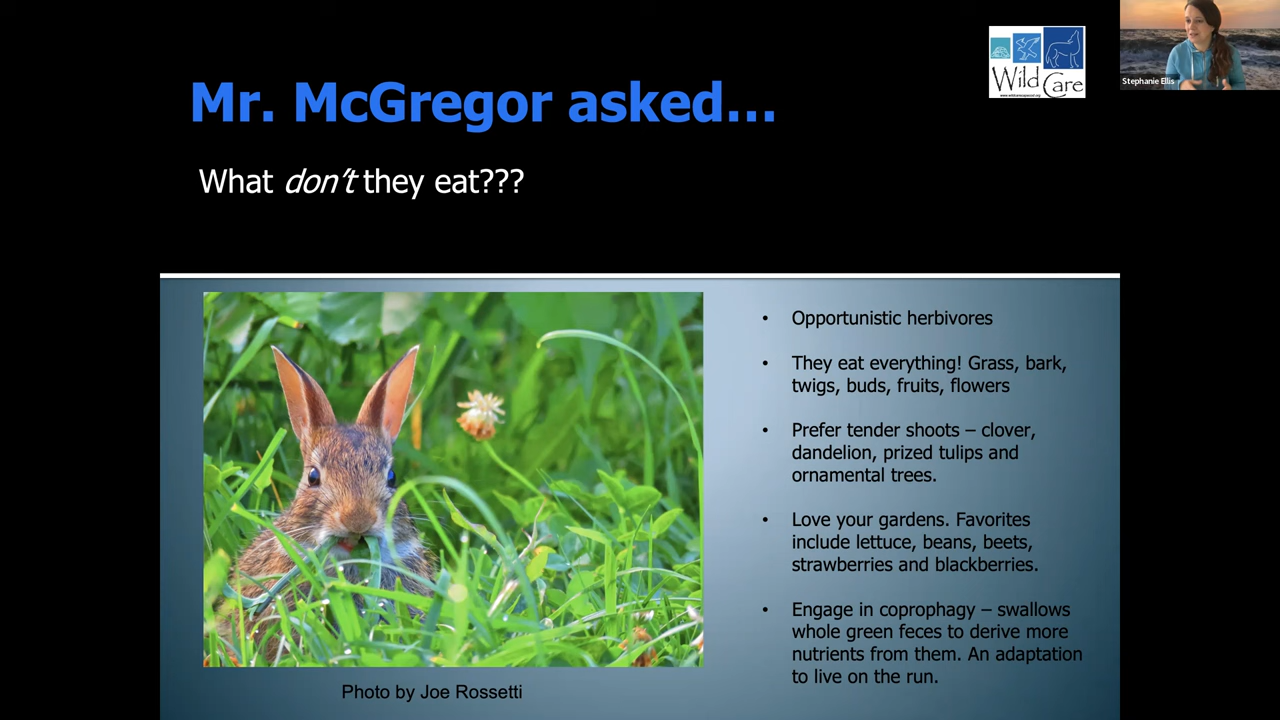 Mr. McGregor asked...
What don't they eat???
Wild Care
Stephanie Ellis
• Opportunistic herbivores
• They eat everything! Grass, bark,
twigs, buds, fruits, flowers
• Prefer tender shoots – clover,
dandelion, prized tulips and
ornamental trees.
• Love your gardens. Favorites
include lettuce, beans, beets,
strawberries and blackberries.
• Engage in coprophagy – swallows
whole green feces to derive more
nutrients from them. An adaptation
to live on the run.
Photo by Joe Rossetti